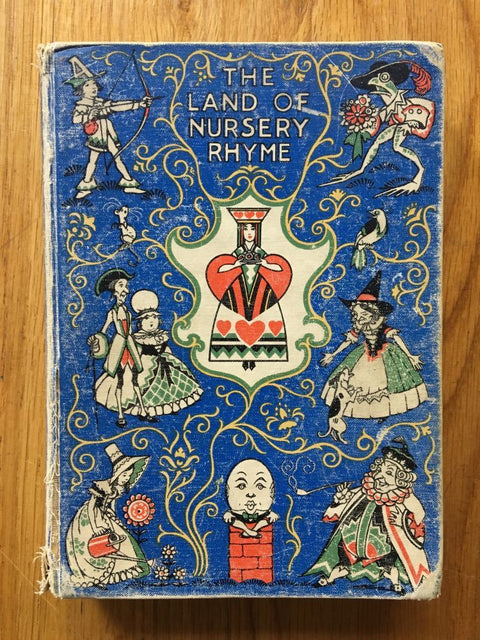 THE
LAND OF
NURSERY
RHYME